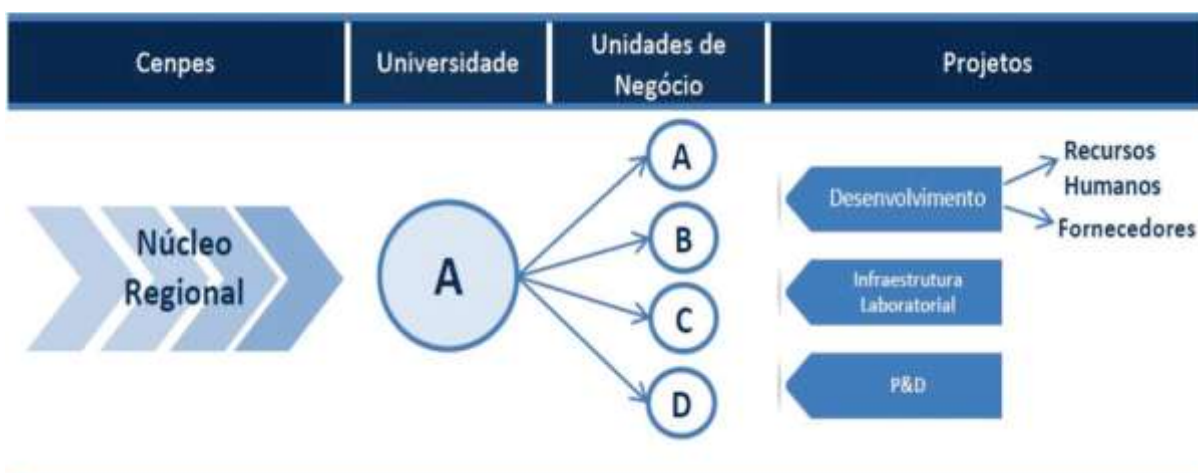 Cenpes
Universidade
Unidades de
Negócio
Projetos
Núcleo
Regional
A
A
B
C
D
Desenvolvimento
Recursos
Humanos
Fornecedores
Infraestrutura
Laboratorial
P&D